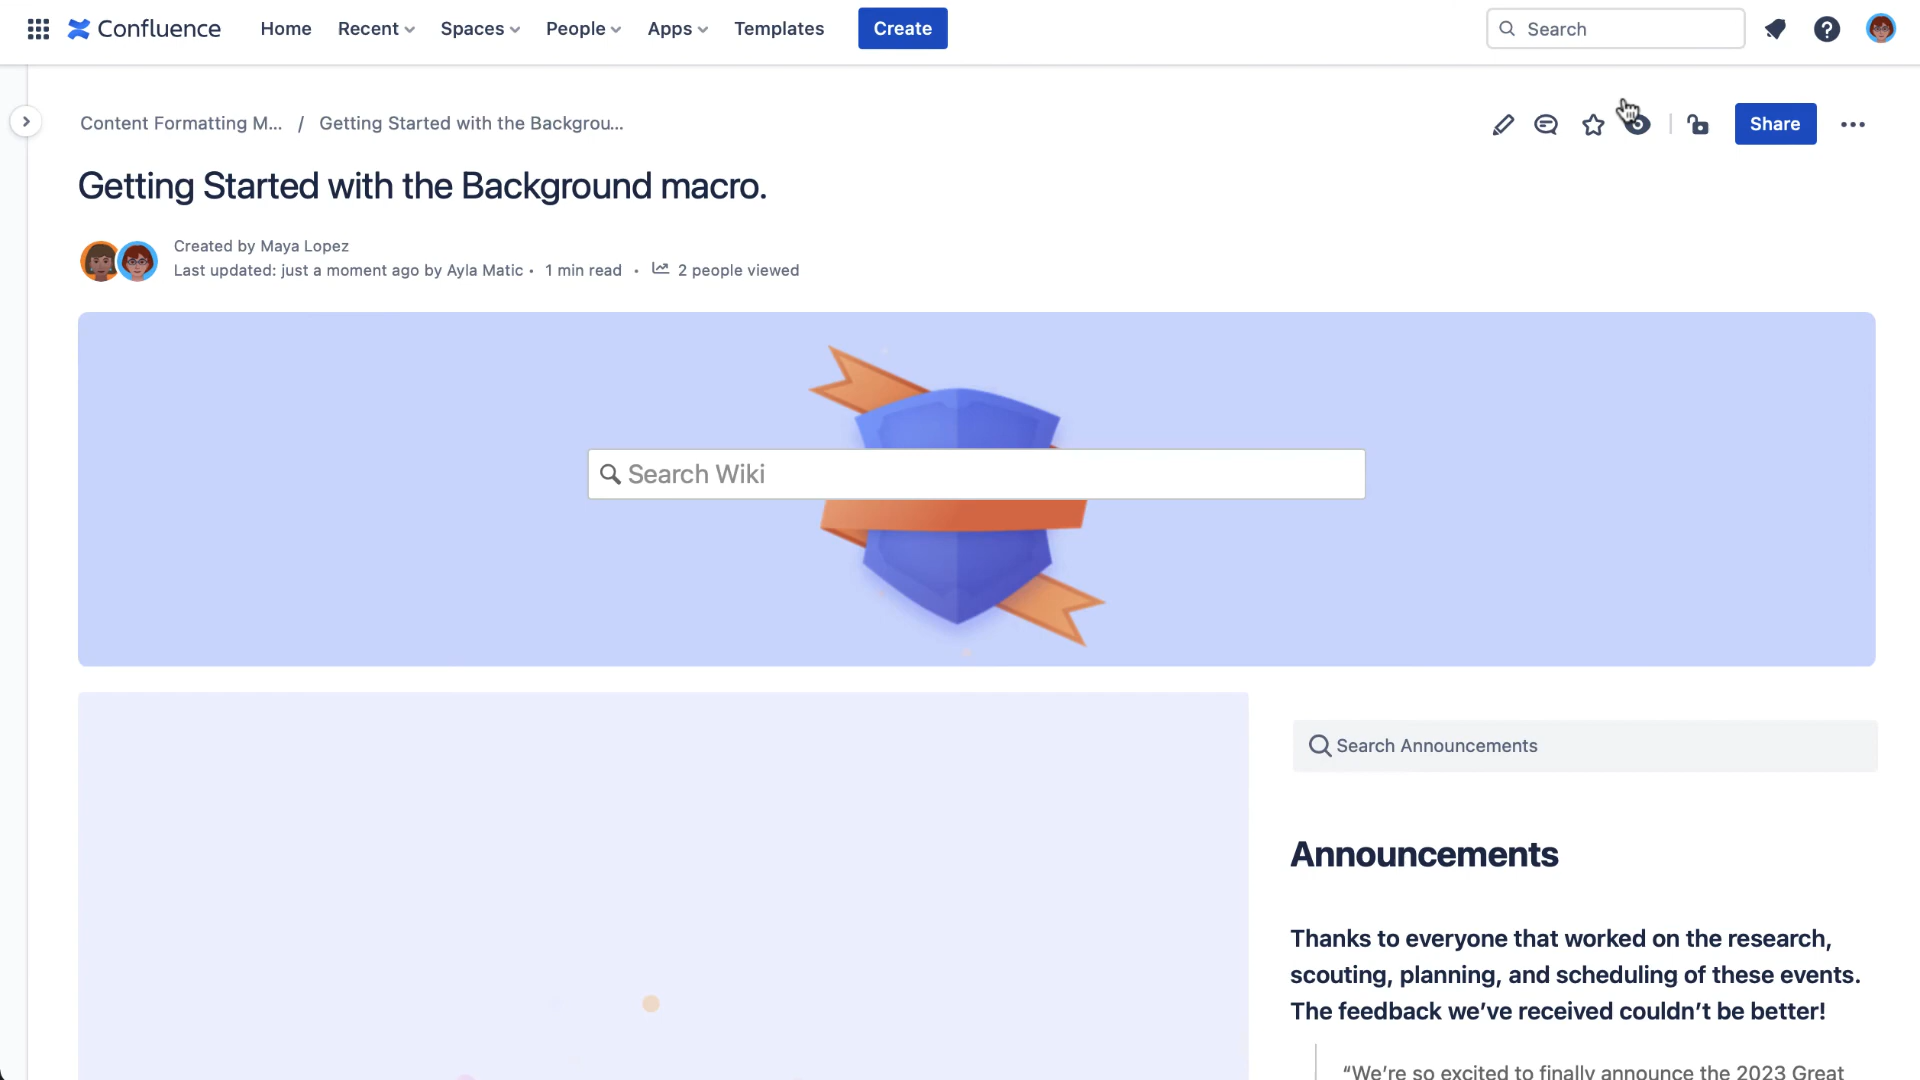 Confluence Home Recent Spaces People Apps Templates Create Search
Content Formatting M... / Getting Started with the Backgrou... Share
Getting Started with the Background macro.
Created by Maya Lopez
Last updated: just a moment ago by Ayla Matic • 1 min read • 2 people viewed
Search Wiki
Search Announcements
Announcements
Thanks to everyone that worked on the research,
scouting, planning, and scheduling of these events.
The feedback we’ve received couldn’t be better!
“We’re so excited to finally announce the 2023 Great